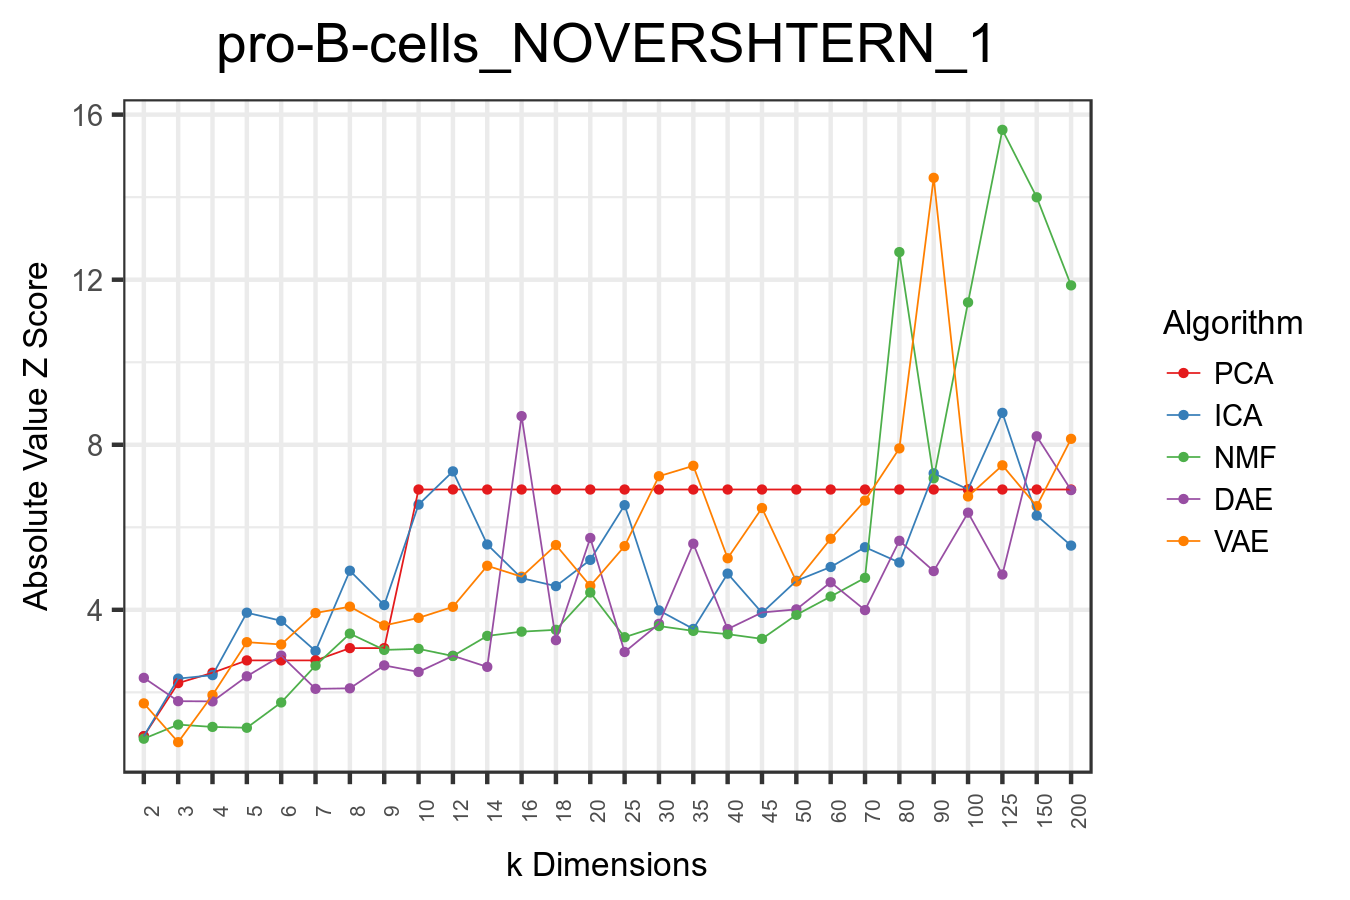 pro-B-cells_NOVERSHTERN_1
Absolute Value Z Score
16
12
8
4
2 3 4 5 6 7 8 9 10 12 14 16 18 20 25 30 35 40 45 50 60 70 80 90 100 125 150 200
k Dimensions
Algorithm
PCA
ICA
NMF
DAE
VAE